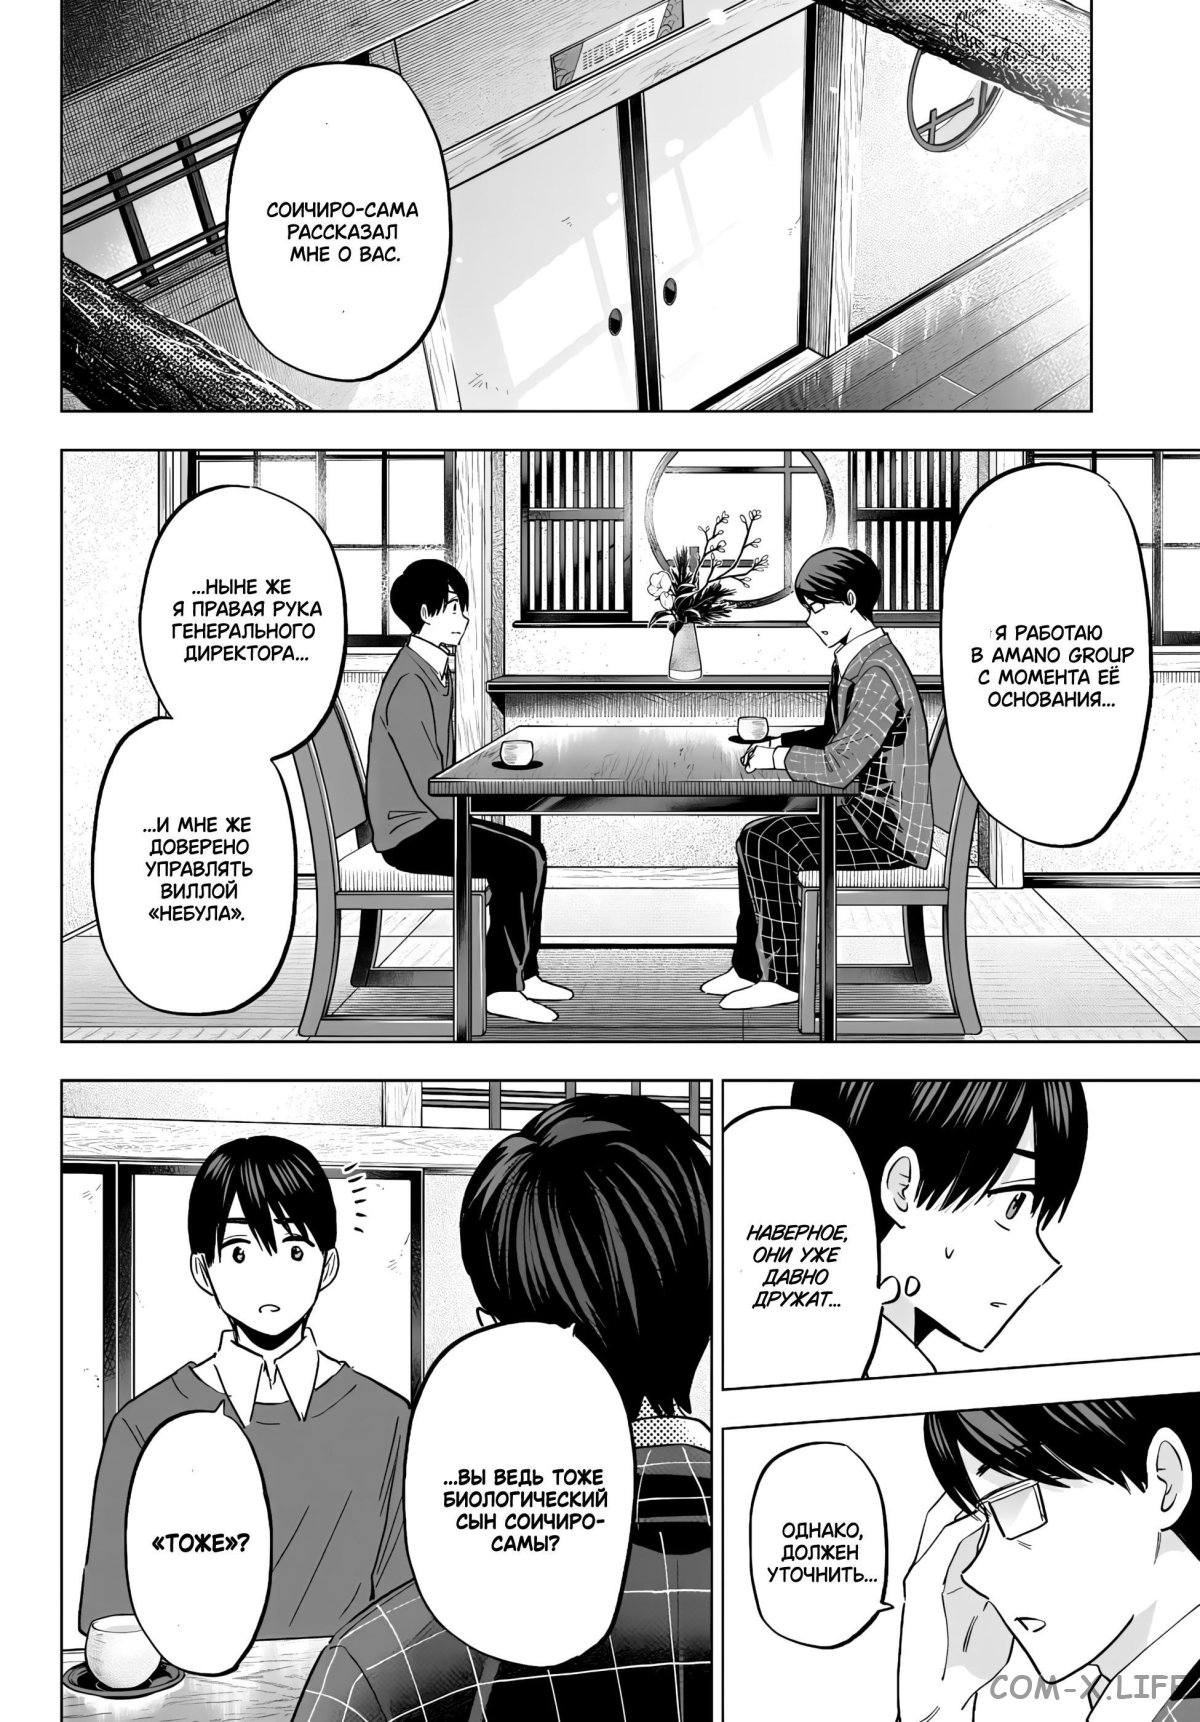 СОИЧИРО-САМА
РАССКАЗАЛ
МНЕ О ВАС.
Я РАБОТАЮ
В AMANO GROUP
С МОМЕНТА ЕЁ
ОСНОВАНИЯ...
...НЫНЕ ЖЕ
Я ПРАВАЯ РУКА
ГЕНЕРАЛЬНОГО
ДИРЕКТОРА...
...И МНЕ ЖЕ
ДОВЕРЕНО
УПРАВЛЯТЬ
ВИЛЛОЙ
«НЕБУЛА».
НАВЕРНОЕ,
ОНИ УЖЕ
ДАВНО
ДРУЖАТ...
ОДНАКО,
ДОЛЖЕН
УТОЧНИТЬ...
...ВЫ ВЕДЬ ТОЖЕ
БИОЛОГИЧЕСКИЙ
СЫН СОИЧИРО-
САМЫ?
«ТОЖЕ»?
COM-X.LIFE